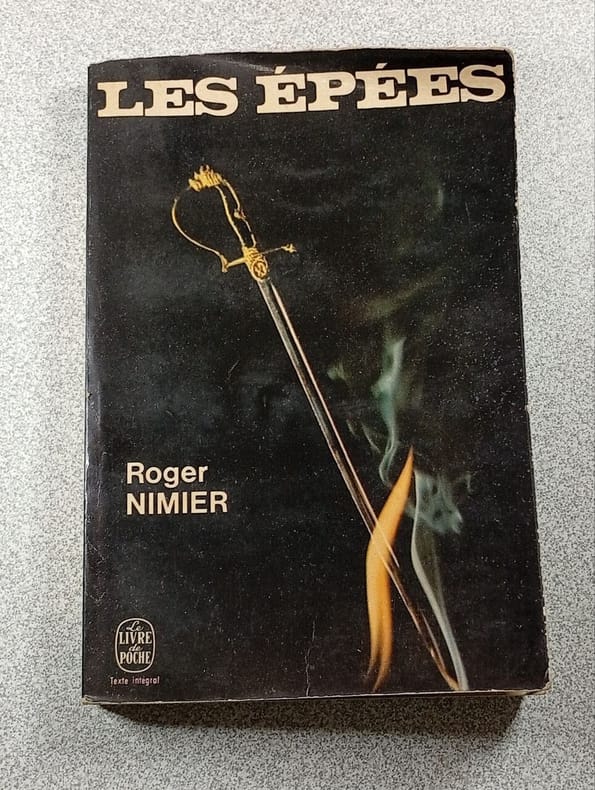 LES ÉPÉES
Roger
NIMIER
Le
LIVRE
de
POCHE
Texte intégral